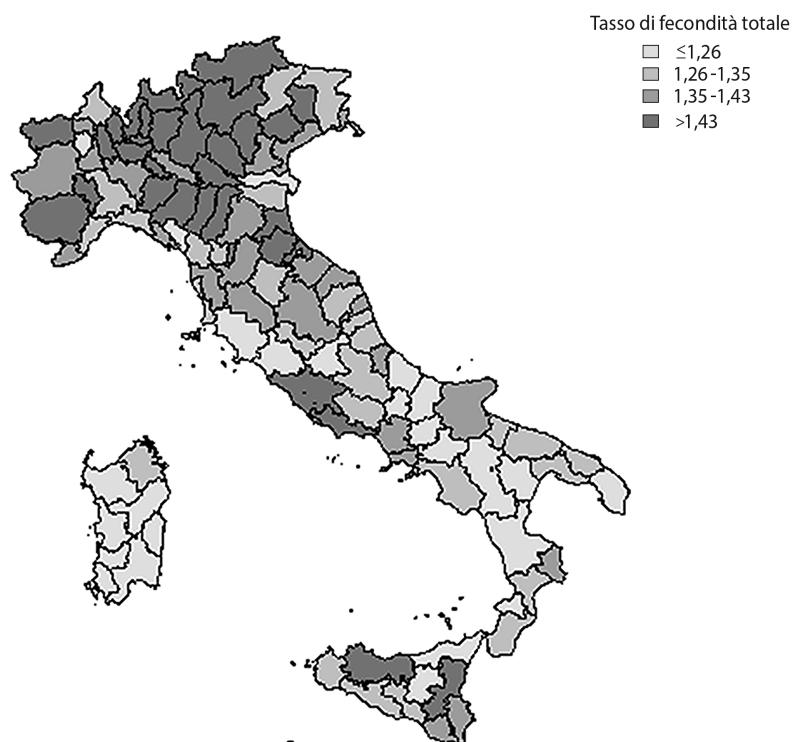 Tasso di fecondità totale
≤1,26
1,26-1,35
1,35-1,43
>1,43